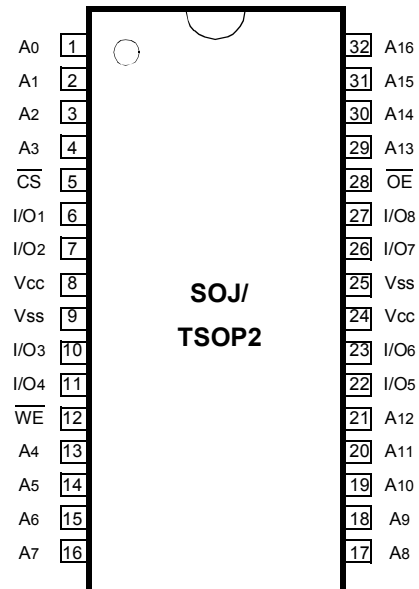 A0 1 32 A16
A1 2 31 A15
A2 3 30 A14
A3 4 29 A13
C̅S̅ 5 28 O̅E̅
I/O1 6 27 I/O8
I/O2 7 26 I/O7
Vcc 8 25 Vss
SOJ/
Vss 9 24 Vcc
TSOP2
I/O3 10 23 I/O6
I/O4 11 22 I/O5
W̅E̅ 12 21 A12
A4 13 20 A11
A5 14 19 A10
A6 15 18 A9
A7 16 17 A8